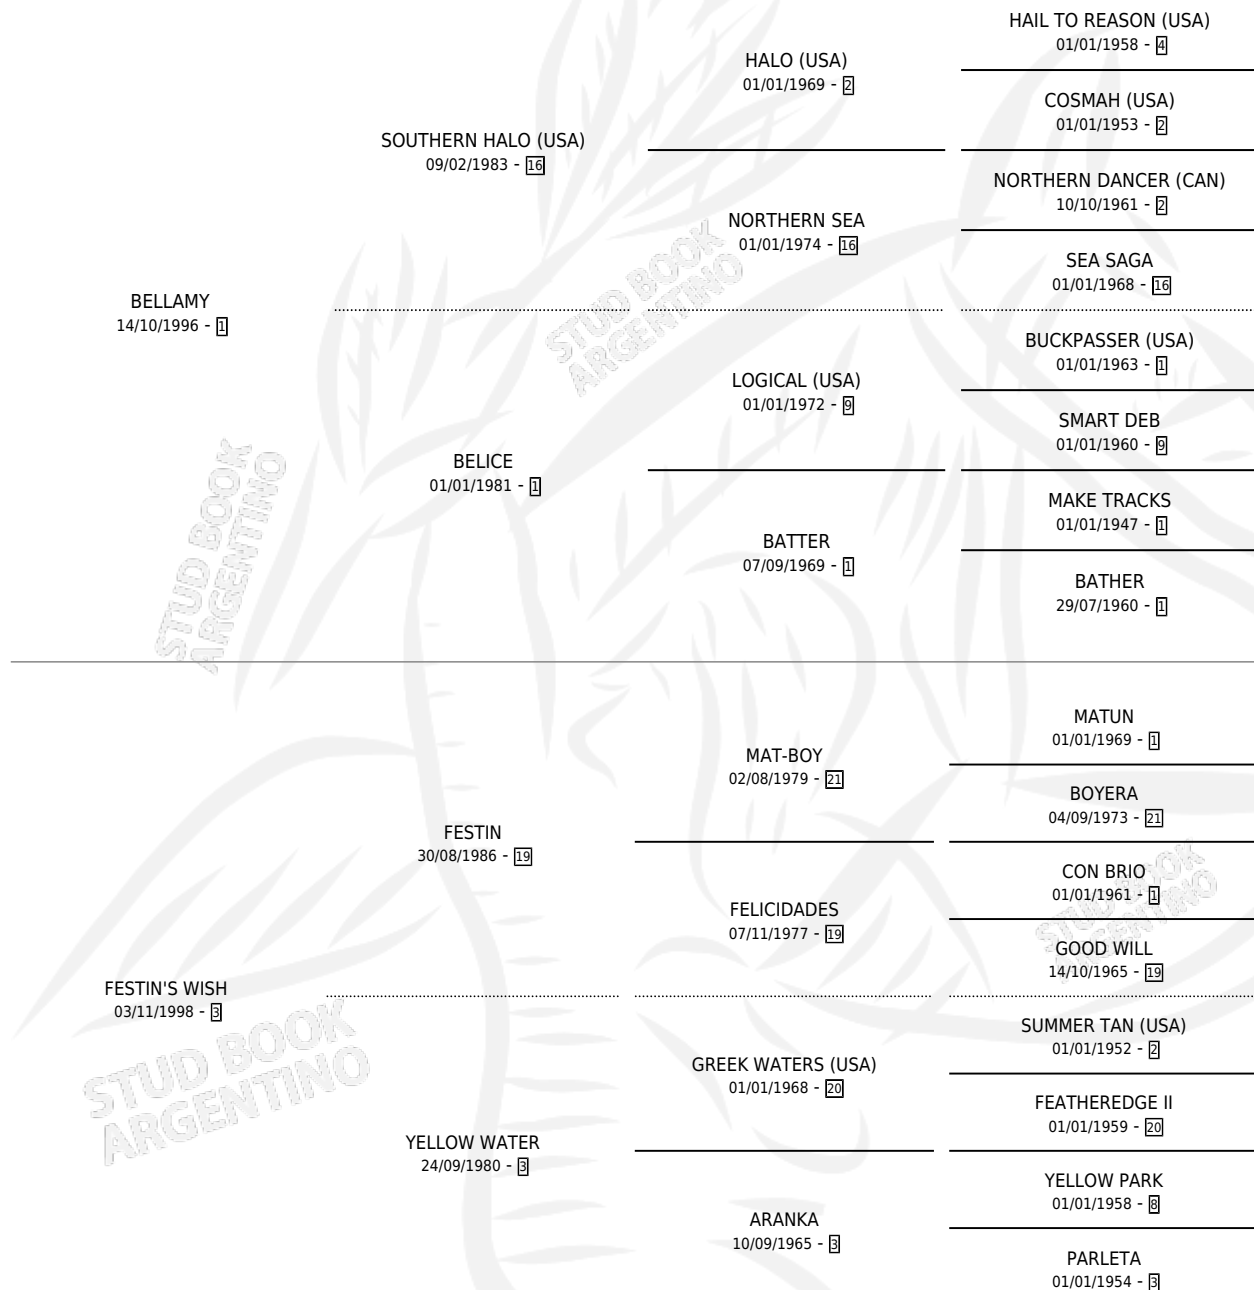 HAIL TO REASON (USA)
01/01/1958 - 4
HALO (USA)
01/01/1969 - 2
COSMAH (USA)
01/01/1953 - 2
SOUTHERN HALO (USA)
09/02/1983 - 16
NORTHERN DANCER (CAN)
10/10/1961 - 2
NORTHERN SEA
01/01/1974 - 16
SEA SAGA
01/01/1968 - 16
STUD BOOK
ARGENTINO
BELLAMY
14/10/1996 - 1
BUCKPASSER (USA)
01/01/1963 - 1
LOGICAL (USA)
01/01/1972 - 9
SMART DEB
01/01/1960 - 9
BELICE
01/01/1981 - 1
MAKE TRACKS
01/01/1947 - 1
BATTER
07/09/1969 - 1
BATHER
29/07/1960 - 1
STUD BOOK
ARGENTINO
MATUN
01/01/1969 - 1
MAT-BOY
02/08/1979 - 21
BOYERA
04/09/1973 - 21
FESTIN
30/08/1986 - 19
CON BRIO
01/01/1961 - 1
FELICIDADES
07/11/1977 - 19
GOOD WILL
14/10/1965 - 19
STUD BOOK
ARGENTINO
FESTIN'S WISH
03/11/1998 - 3
SUMMER TAN (USA)
01/01/1952 - 2
GREEK WATERS (USA)
01/01/1968 - 20
FEATHEREDGE II
01/01/1959 - 20
STUD BOOK
ARGENTINO
YELLOW WATER
24/09/1980 - 3
YELLOW PARK
01/01/1958 - 8
ARANKA
10/09/1965 - 3
PARLETA
01/01/1954 - 3